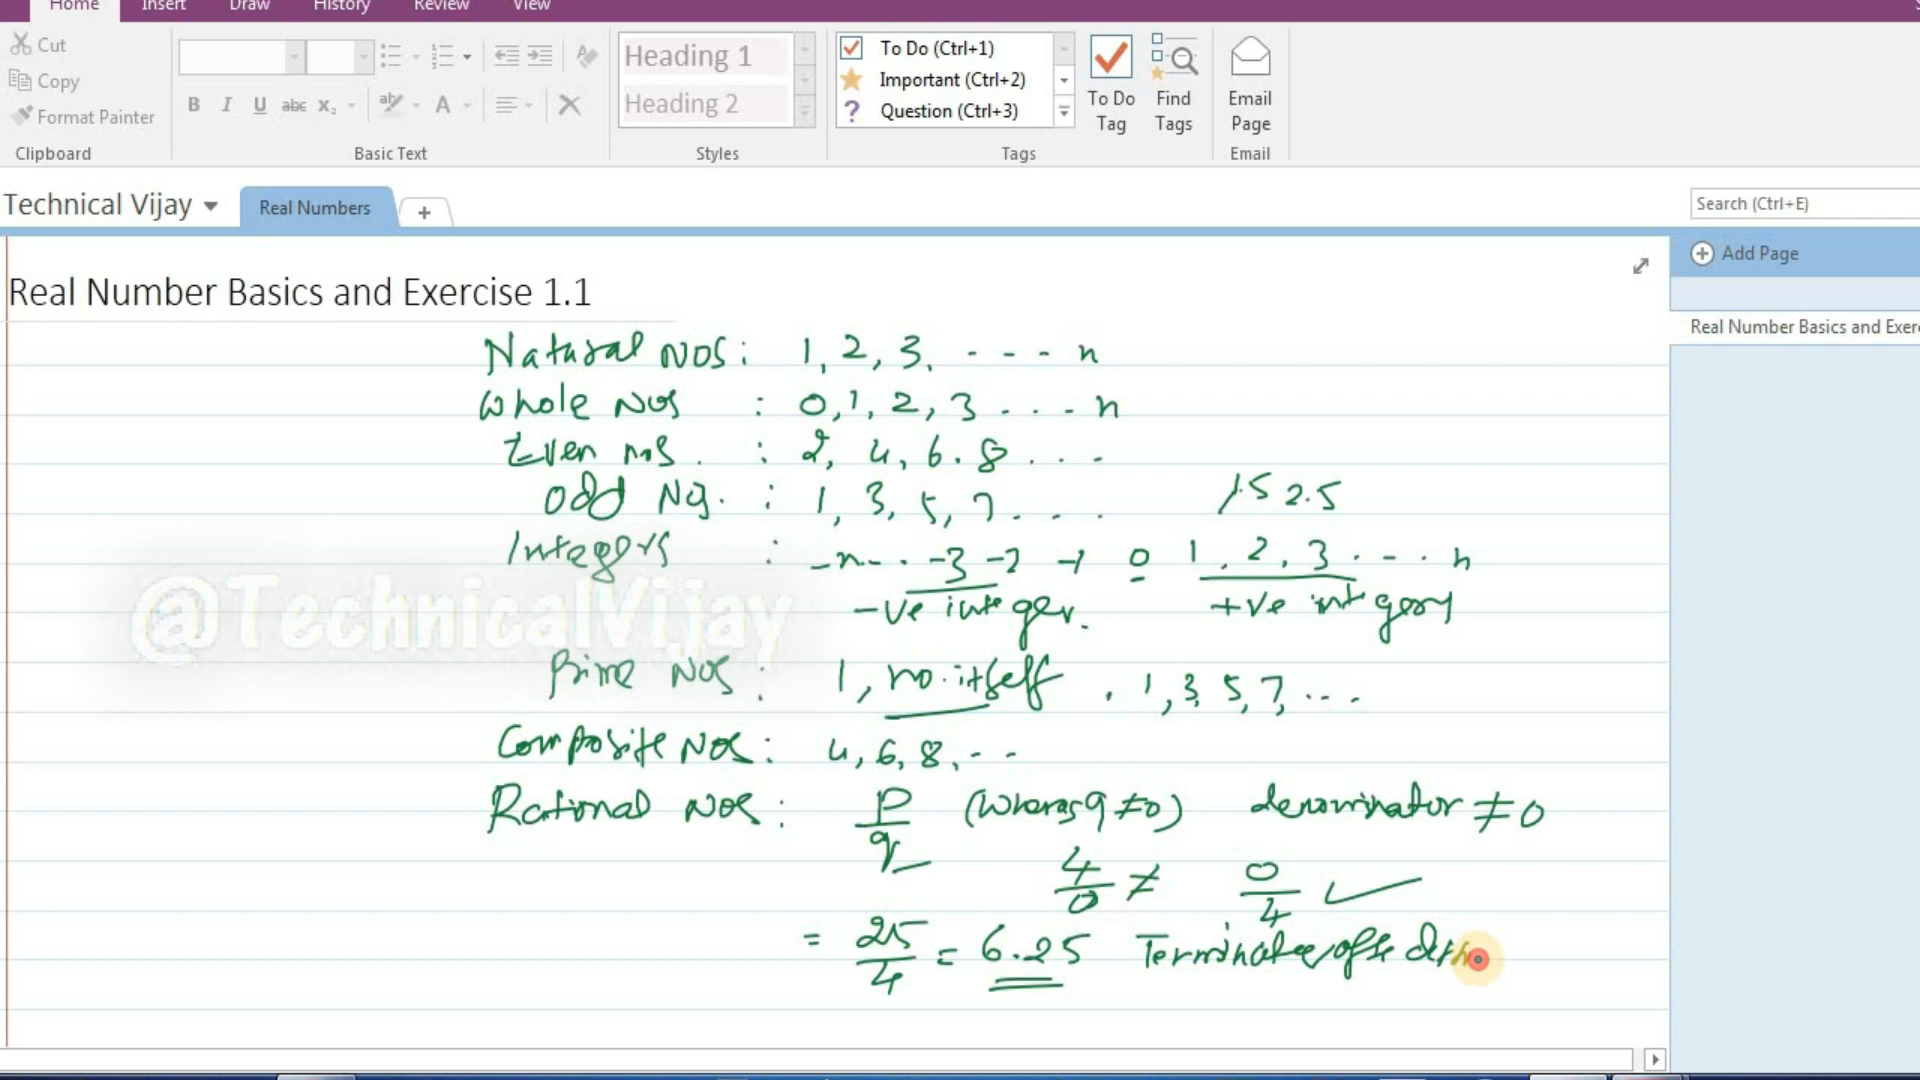 Home Insert Draw History Review View
Cut
Copy
Format Painter
Clipboard
B I U abc x₂ A
Basic Text
Heading 1
Heading 2
Styles
To Do (Ctrl+1)
Important (Ctrl+2)
Question (Ctrl+3)
To Do Tag
Find Tags
Tags
Email Page
Email
Technical Vijay
Real Numbers
+
Search (Ctrl+E)
Add Page
Real Number Basics and Exer
Real Number Basics and Exercise 1.1
Natural Nos: 1, 2, 3, - - - - n
Whole Nos : 0, 1, 2, 3 . . . . n
Even nos. : 2, 4, 6. 8 . . . .
Odd No. : 1, 3, 5, 7 . . . .
1.5 2.5
Integers : -n-.. -3 -2 -1 0 1, 2, 3 . - . . n
-ve integer. +ve integers
@TechnicalVijay
Prime Nos : 1, no. itself . 1, 3, 5, 7, ...
Composite Nos : 4, 6, 8, . .
Rational Nos : p/q (Whereas q ≠ 0) denominator ≠ 0
4/0 ≠ 0/4 ✓
= 25/4 = 6.25